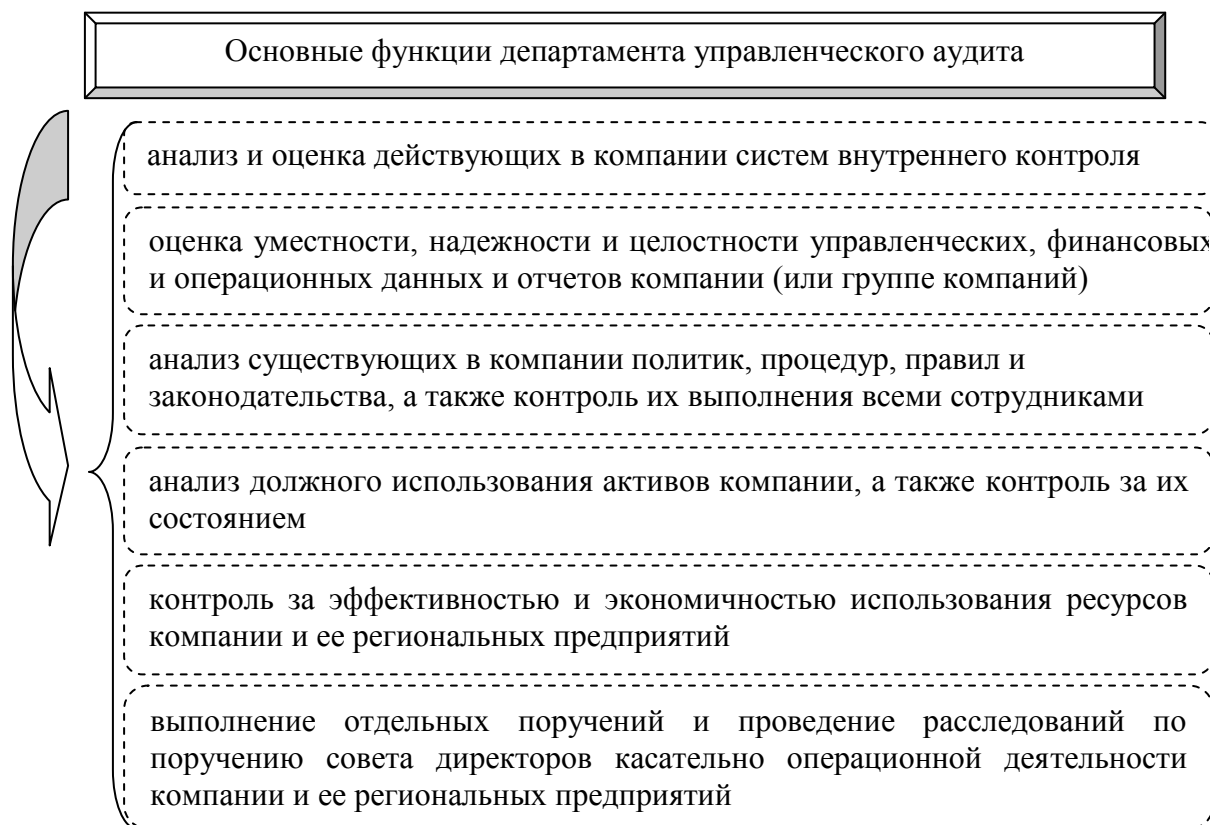 Основные функции департамента управленческого аудита
анализ и оценка действующих в компании систем внутреннего контроля
оценка уместности, надежности и целостности управленческих, финансовых
и операционных данных и отчетов компании (или группе компаний)
анализ существующих в компании политик, процедур, правил и
законодательства, а также контроль их выполнения всеми сотрудниками
анализ должного использования активов компании, а также контроль за их
состоянием
контроль за эффективностью и экономичностью использования ресурсов
компании и ее региональных предприятий
выполнение отдельных поручений и проведение расследований по
поручению совета директоров касательно операционной деятельности
компании и ее региональных предприятий